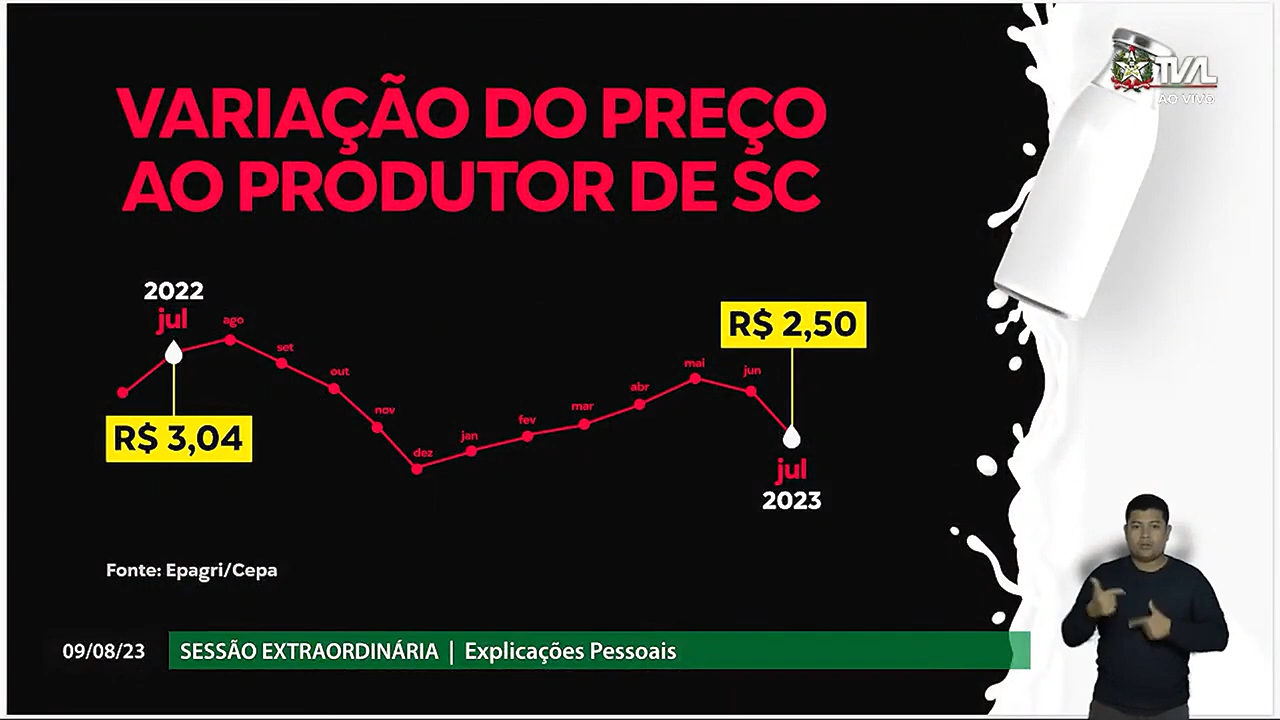 VARIAÇÃO DO PREÇO
AO PRODUTOR DE SC
TVAL
AO VIVO
2022
jul
ago
set
out
nov
dez
jan
fev
mar
abr
mai
jun
R$ 2,50
R$ 3,04
jul
2023
Fonte: Epagri/Cepa
09/08/23
SESSÃO EXTRAORDINÁRIA | Explicações Pessoais